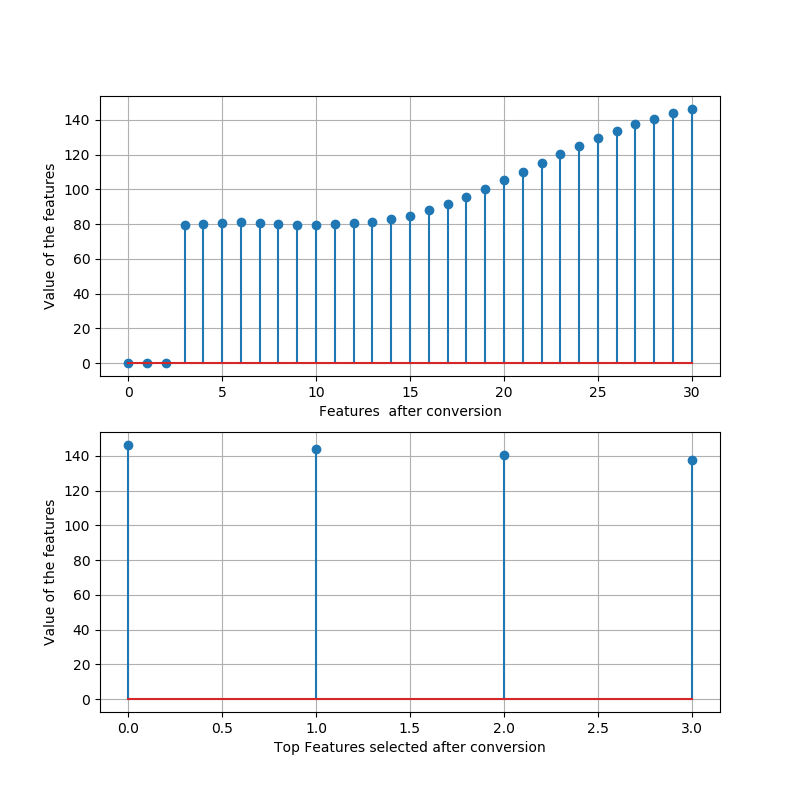 140
120
100
80
60
40
20
0
Value of the features
0 5 10 15 20 25 30
Features  after conversion
140
120
100
80
60
40
20
0
Value of the features
0.0 0.5 1.0 1.5 2.0 2.5 3.0
Top Features selected after conversion